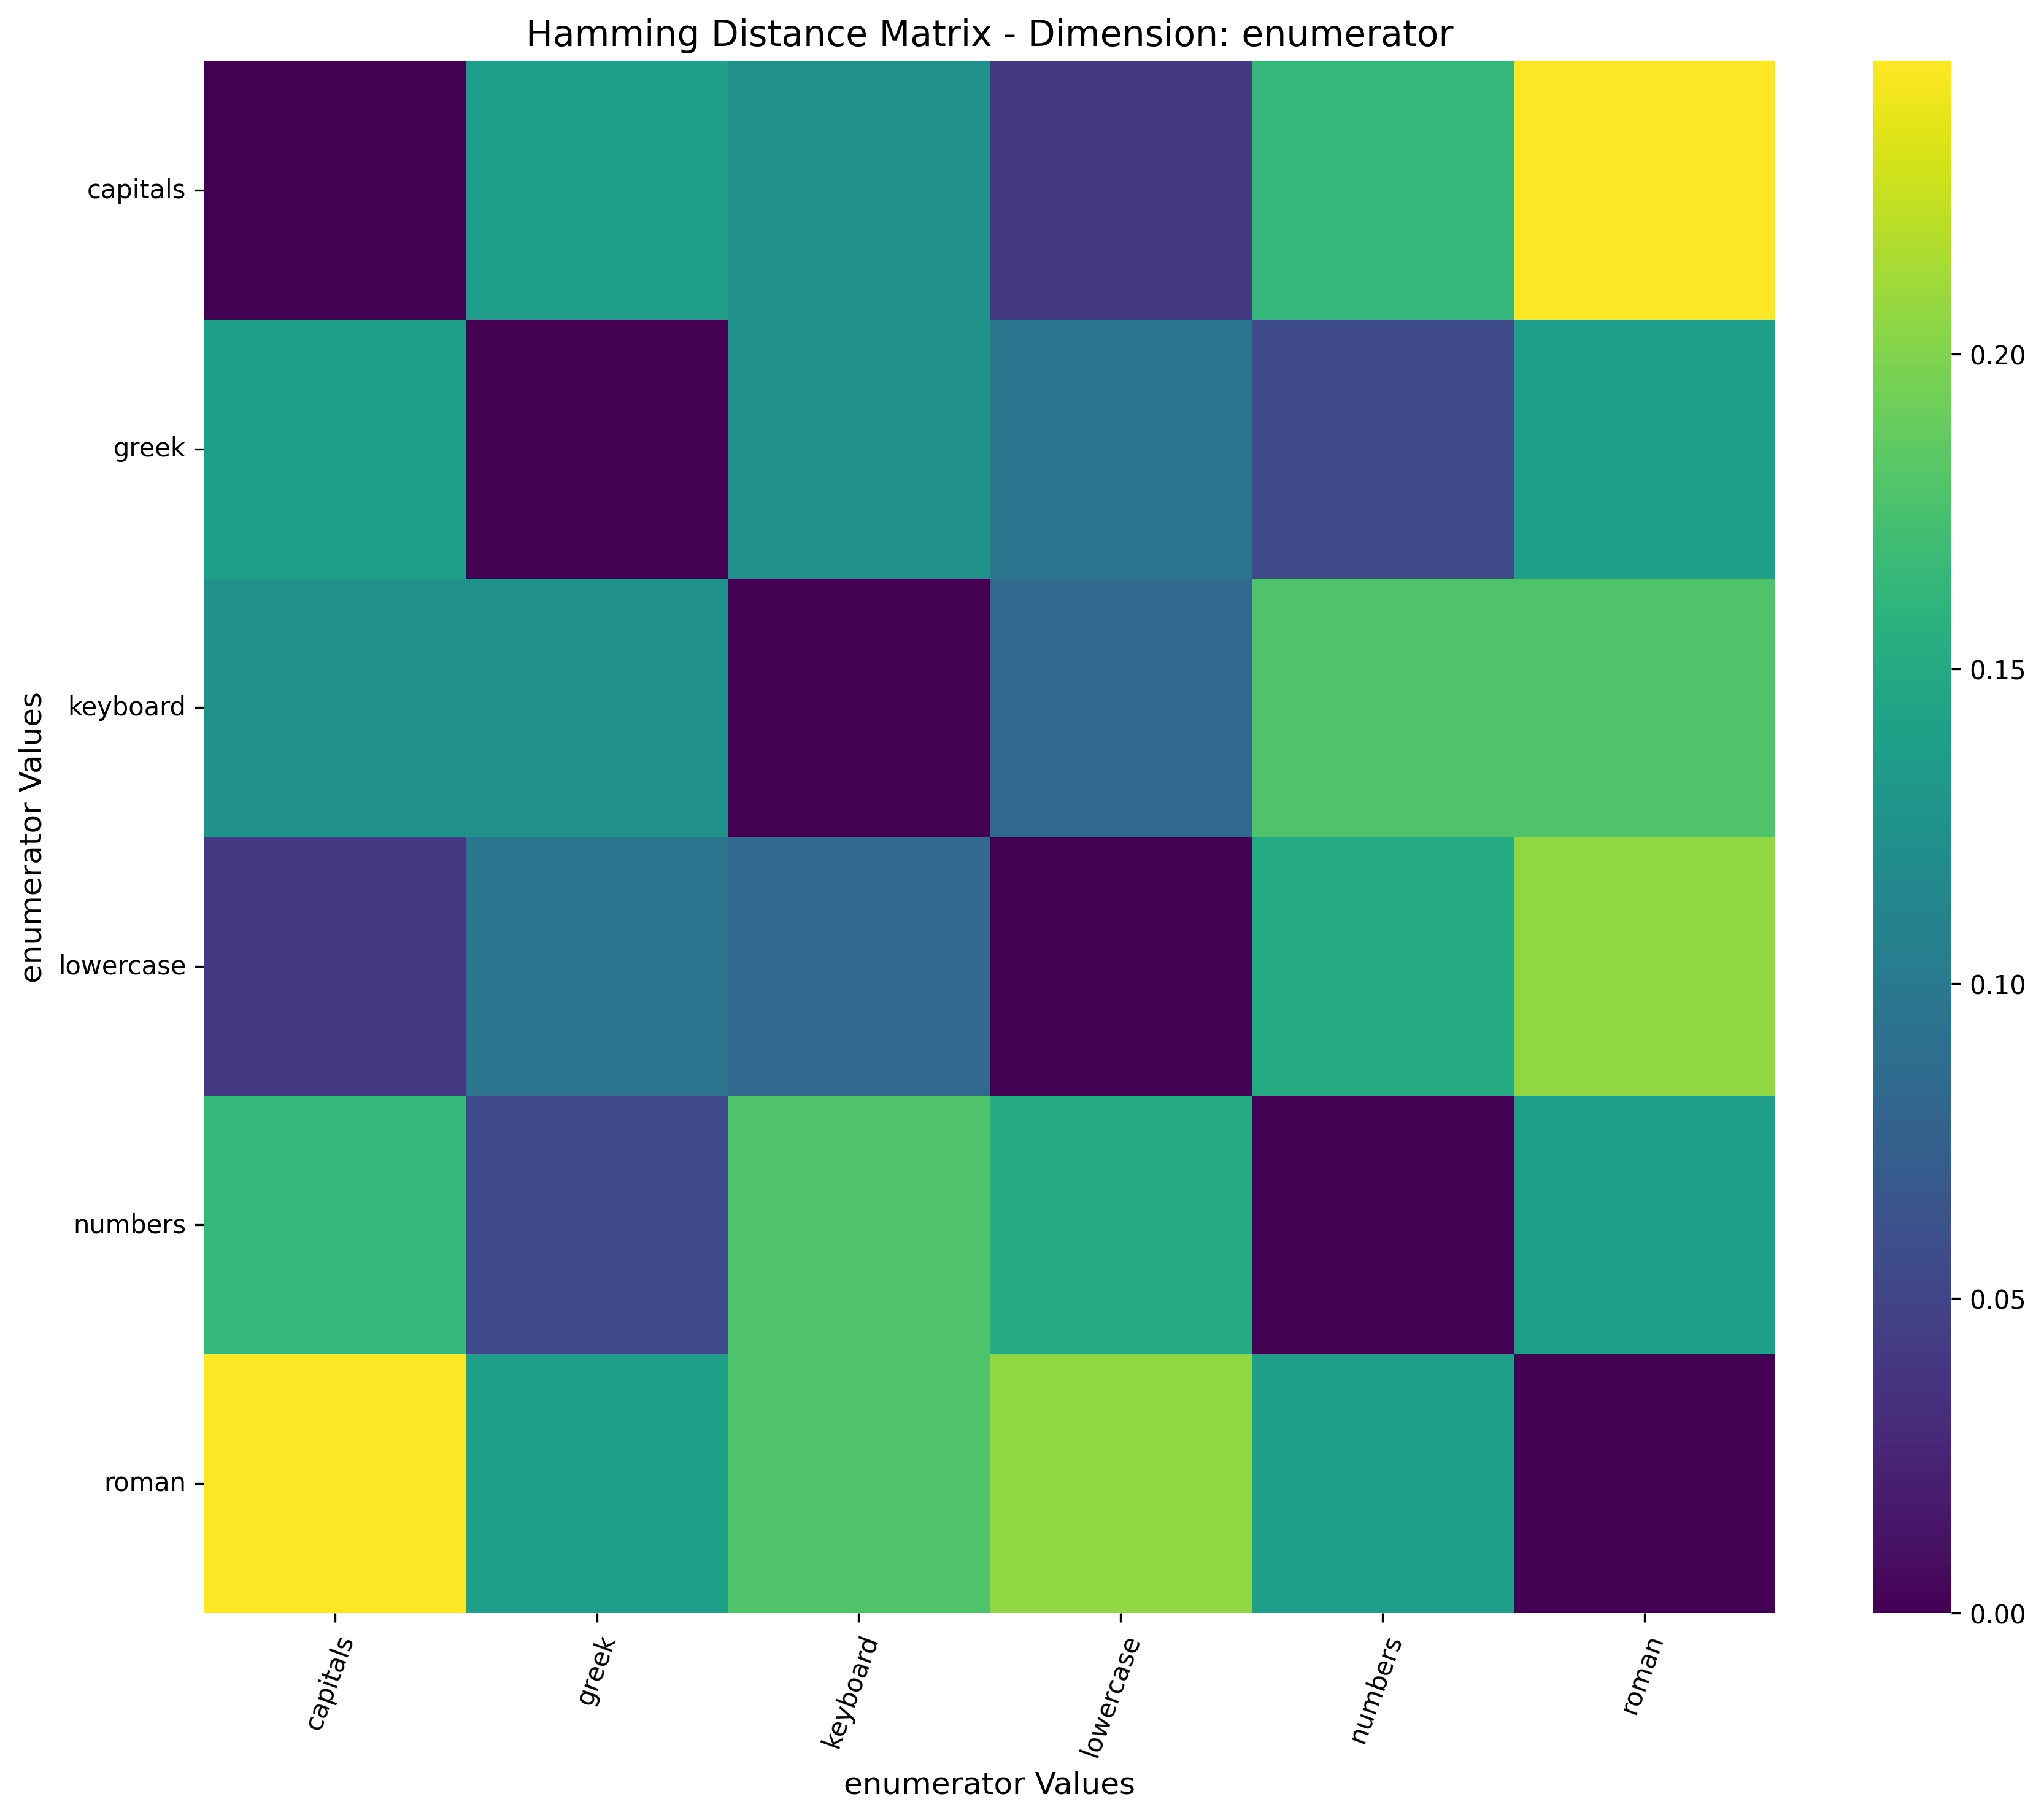 Hamming Distance Matrix - Dimension: enumerator
enumerator Values
capitals
greek
keyboard
lowercase
numbers
roman
capitals
greek
keyboard
lowercase
numbers
roman
enumerator Values
0.20
0.15
0.10
0.05
0.00